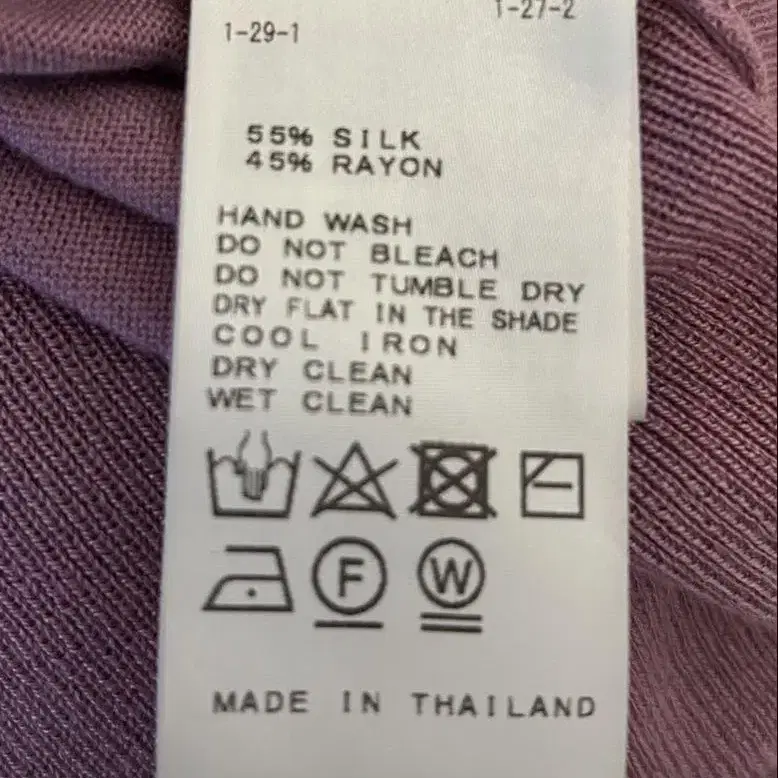 1-27-2
1-29-1
55% SILK
45% RAYON
HAND WASH
DO NOT BLEACH
DO NOT TUMBLE DRY
DRY FLAT IN THE SHADE
COOL IRON
DRY CLEAN
WET CLEAN
F W
MADE IN THAILAND